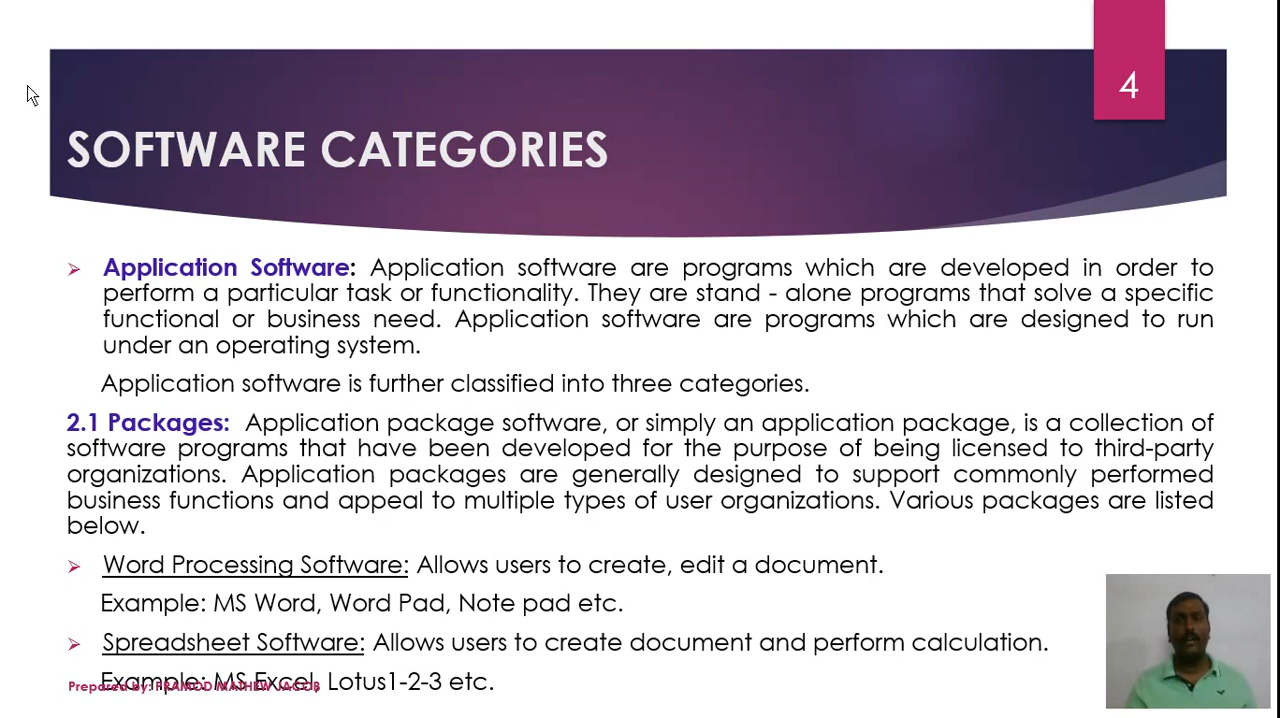 4
SOFTWARE CATEGORIES
Application Software: Application software are programs which are developed in order to
perform a particular task or functionality. They are stand - alone programs that solve a specific
functional or business need. Application software are programs which are designed to run
under an operating system.
Application software is further classified into three categories.
2.1 Packages: Application package software, or simply an application package, is a collection of
software programs that have been developed for the purpose of being licensed to third-party
organizations. Application packages are generally designed to support commonly performed
business functions and appeal to multiple types of user organizations. Various packages are listed
below.
Word Processing Software: Allows users to create, edit a document.
Example: MS Word, Word Pad, Note pad etc.
Spreadsheet Software: Allows users to create document and perform calculation.
Example: MS Excel, Lotus1-2-3 etc.
Prepared by: PRAMOD MATHEW JACOB